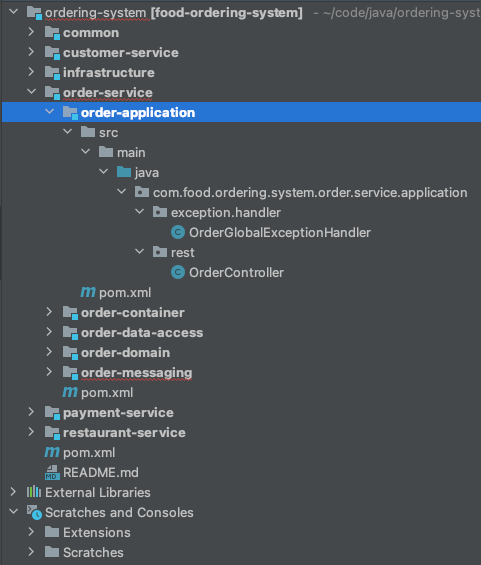 ordering-system [food-ordering-system] - ~/code/java/ordering-syst
common
customer-service
infrastructure
order-service
order-application
src
main
java
com.food.ordering.system.order.service.application
exception.handler
C OrderGlobalExceptionHandler
rest
C OrderController
m pom.xml
order-container
order-data-access
order-domain
order-messaging
m pom.xml
payment-service
restaurant-service
m pom.xml
MD README.md
External Libraries
Scratches and Consoles
Extensions
Scratches